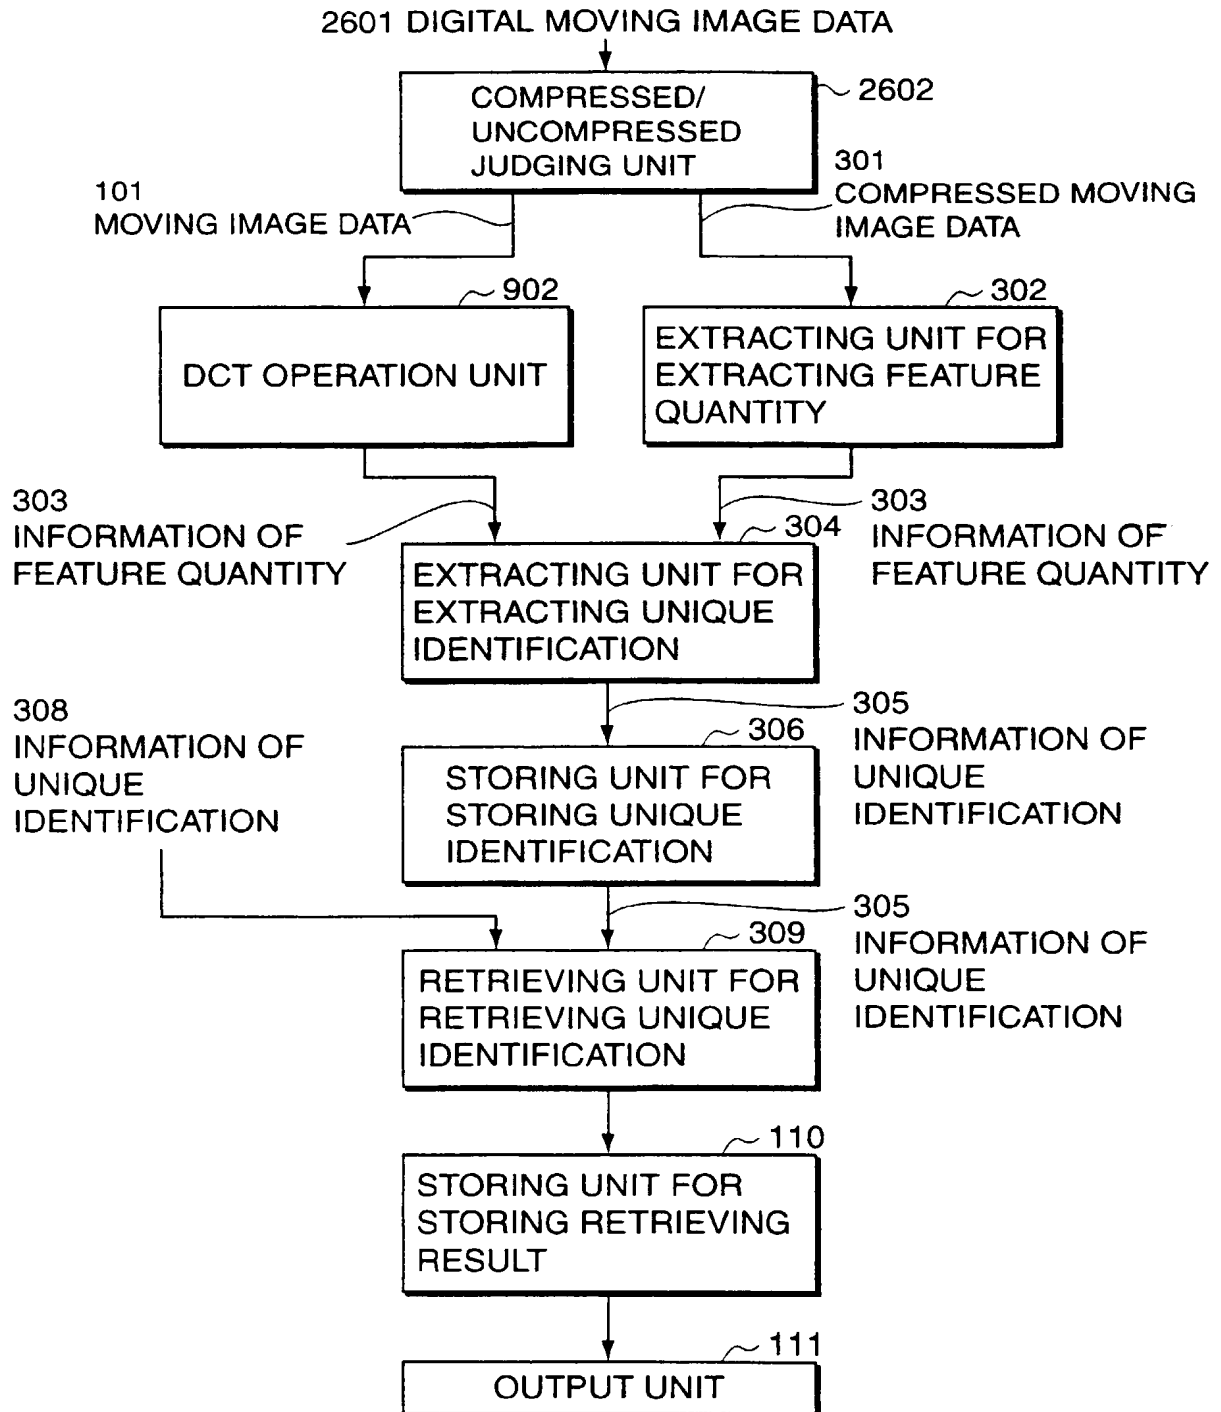 2601 DIGITAL MOVING IMAGE DATA
COMPRESSED/
UNCOMPRESSED
JUDGING UNIT
2602
101
MOVING IMAGE DATA
301
COMPRESSED MOVING
IMAGE DATA
902
DCT OPERATION UNIT
302
EXTRACTING UNIT FOR
EXTRACTING FEATURE
QUANTITY
303
INFORMATION OF
FEATURE QUANTITY
303
INFORMATION OF
FEATURE QUANTITY
304
EXTRACTING UNIT FOR
EXTRACTING UNIQUE
IDENTIFICATION
308
INFORMATION OF
UNIQUE
IDENTIFICATION
305
INFORMATION OF
UNIQUE
IDENTIFICATION
306
STORING UNIT FOR
STORING UNIQUE
IDENTIFICATION
305
INFORMATION OF
UNIQUE
IDENTIFICATION
309
RETRIEVING UNIT FOR
RETRIEVING UNIQUE
IDENTIFICATION
110
STORING UNIT FOR
STORING RETRIEVING
RESULT
111
OUTPUT UNIT